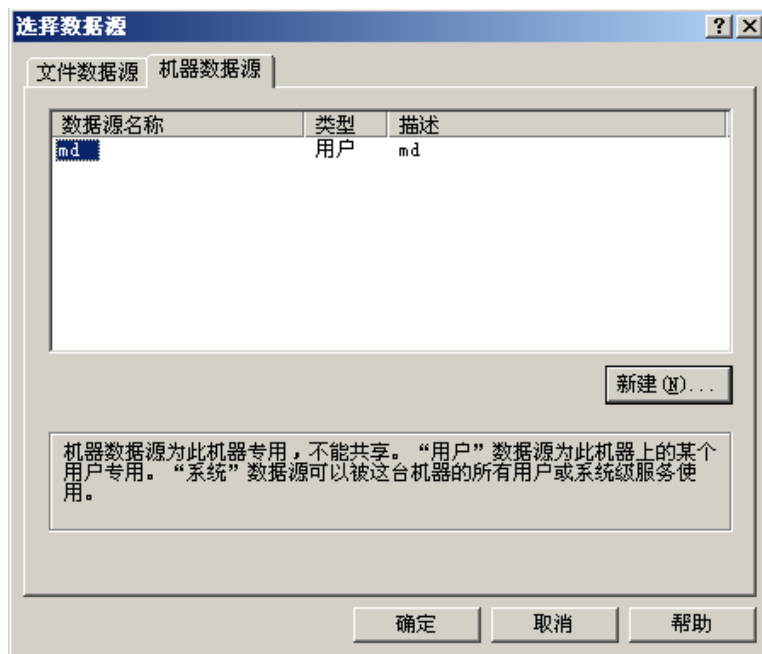 选择数据源
文件数据源 机器数据源
数据源名称 类型 描述
md 用户 md
新建(N)...
机器数据源为此机器专用，不能共享。“用户”数据源为此机器上的某个
用户专用。“系统”数据源可以被这台机器的所有用户或系统级服务使
用。
确定 取消 帮助